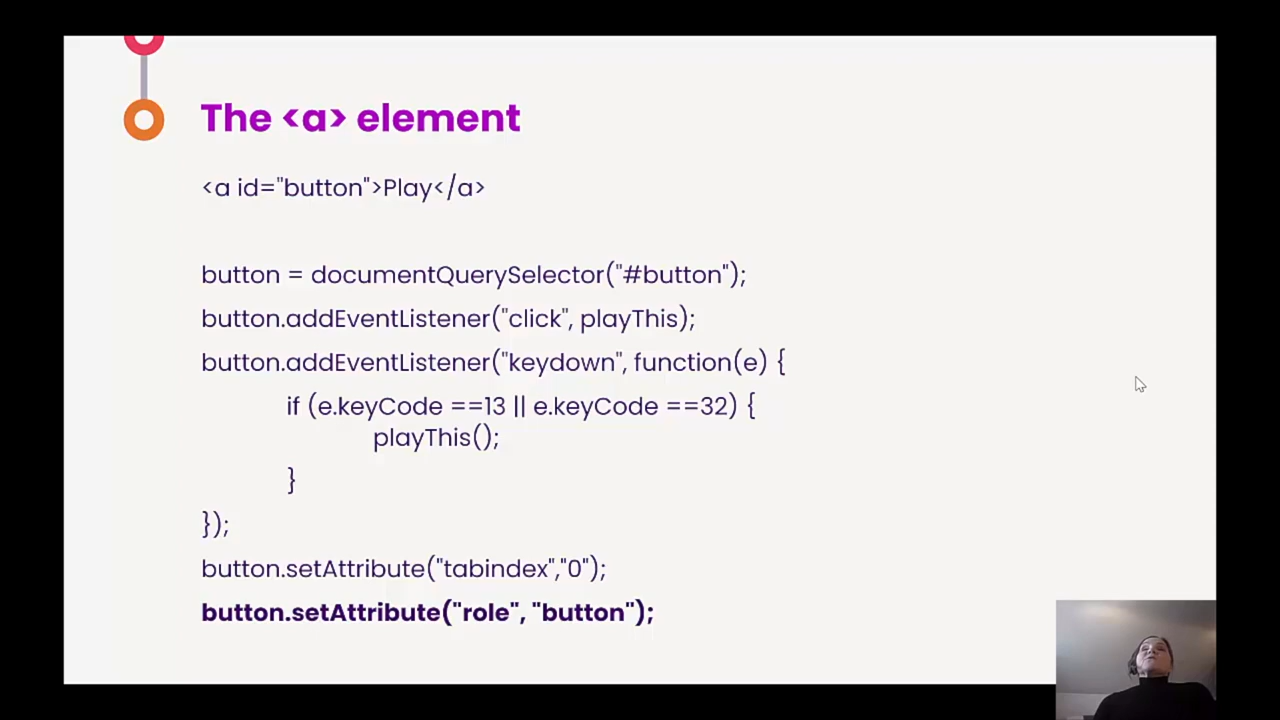 The <a> element
<a id="button">Play</a>
button = documentQuerySelector("#button");
button.addEventListener("click", playThis);
button.addEventListener("keydown", function(e) {
if (e.keyCode ==13 || e.keyCode ==32) {
playThis();
}
});
button.setAttribute("tabindex","0");
button.setAttribute("role", "button");